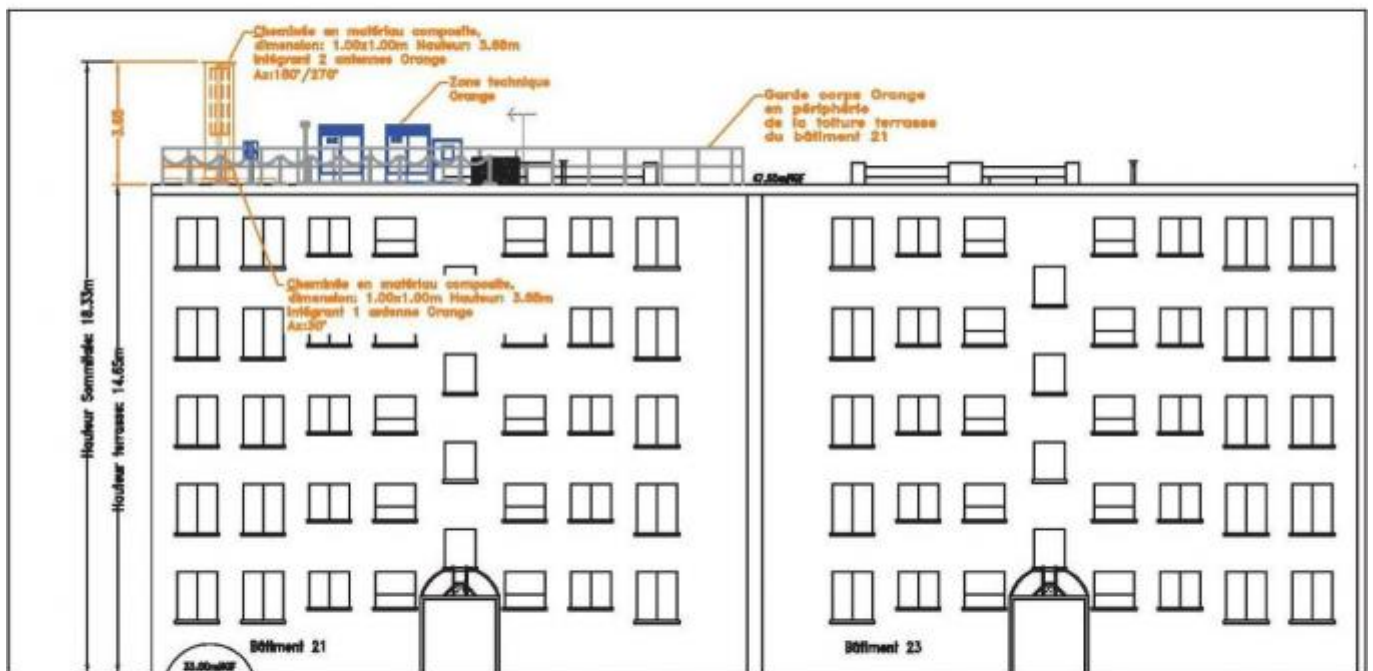 Cheminée en matériau composite,
dimension: 1.00x1.00m Hauteur: 3.68m
Intégrant 2 antennes Orange
Az:180°/270°
Zone technique
Orange
Garde corps Orange
en périphérie
de la toiture terrasse
du bâtiment 21
Cheminée en matériau composite,
dimension: 1.00x1.00m Hauteur: 3.68m
Intégrant 1 antenne Orange
Az:30°
Hauteur Sommitale: 18.33m
Hauteur terrasse: 14.65m
Bâtiment 21
Bâtiment 23